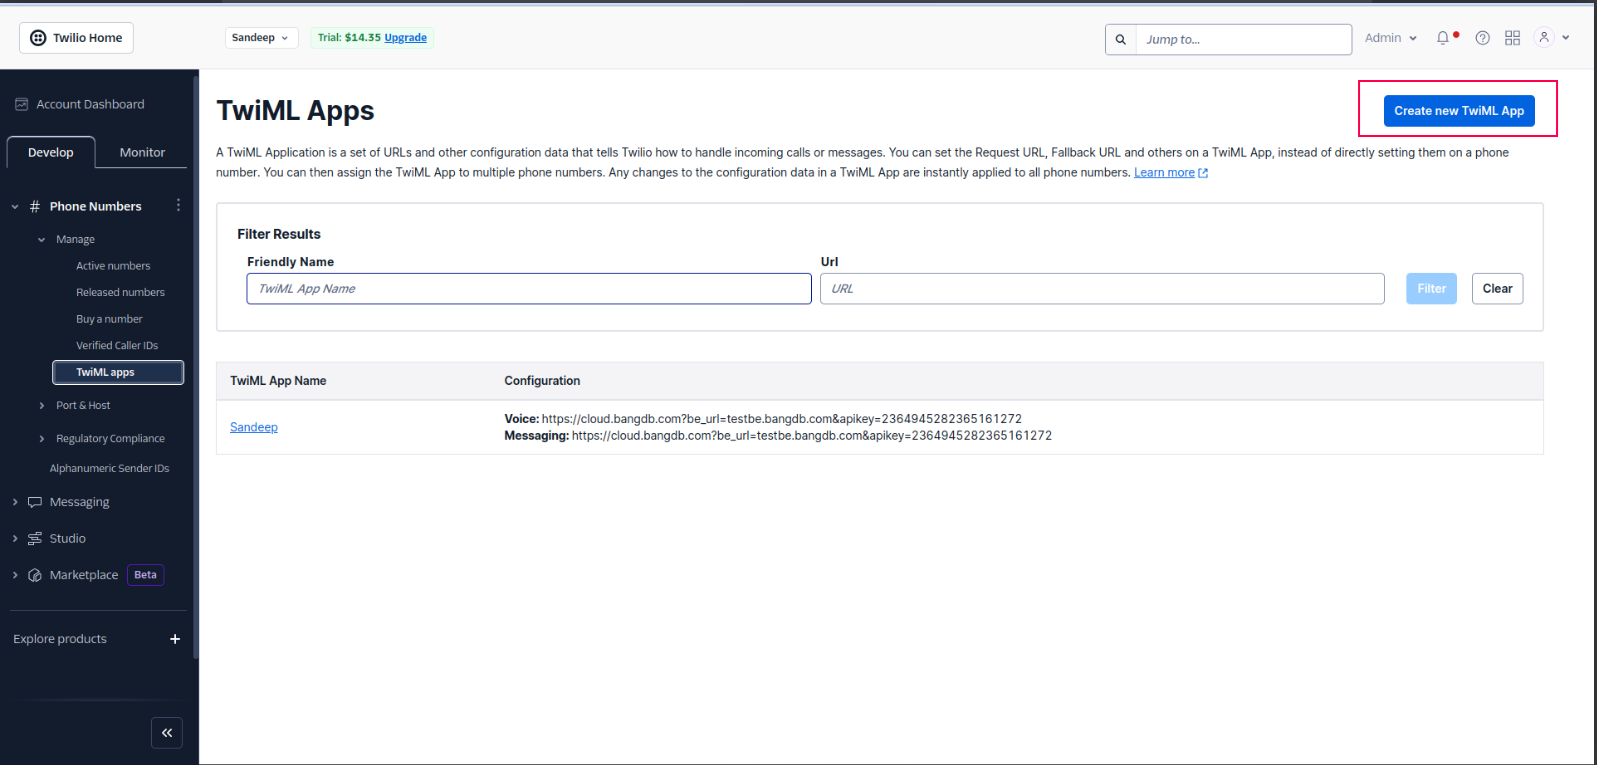 Twilio Home
Sandeep
Trial: $14.35 Upgrade
Jump to...
Admin
Account Dashboard
Develop
Monitor
Phone Numbers
Manage
Active numbers
Released numbers
Buy a number
Verified Caller IDs
TwiML apps
Port & Host
Regulatory Compliance
Alphanumeric Sender IDs
Messaging
Studio
Marketplace Beta
Explore products
TwiML Apps
Create new TwiML App
A TwiML Application is a set of URLs and other configuration data that tells Twilio how to handle incoming calls or messages. You can set the Request URL, Fallback URL and others on a TwiML App, instead of directly setting them on a phone
number. You can then assign the TwiML App to multiple phone numbers. Any changes to the configuration data in a TwiML App are instantly applied to all phone numbers. Learn more
Filter Results
Friendly Name
Url
TwiML App Name
URL
Filter
Clear
TwiML App Name
Configuration
Sandeep
Voice: https://cloud.bangdb.com?be_url=testbe.bangdb.com&apikey=2364945282365161272
Messaging: https://cloud.bangdb.com?be_url=testbe.bangdb.com&apikey=2364945282365161272